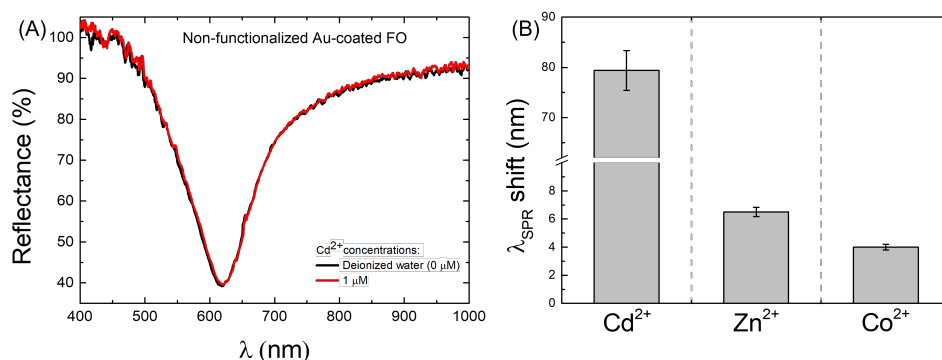 (A)
Non-functionalized Au-coated FO
Reflectance (%)
100
90
80
70
60
50
40
Cd2+concentrations:
Deionized water (0 μM)
1 μM
400 500 600 700 800 900 1000
λ (nm)
(B)
λSPR shift (nm)
90
80
70
8
6
4
2
0
Cd2+ Zn2+ Co2+